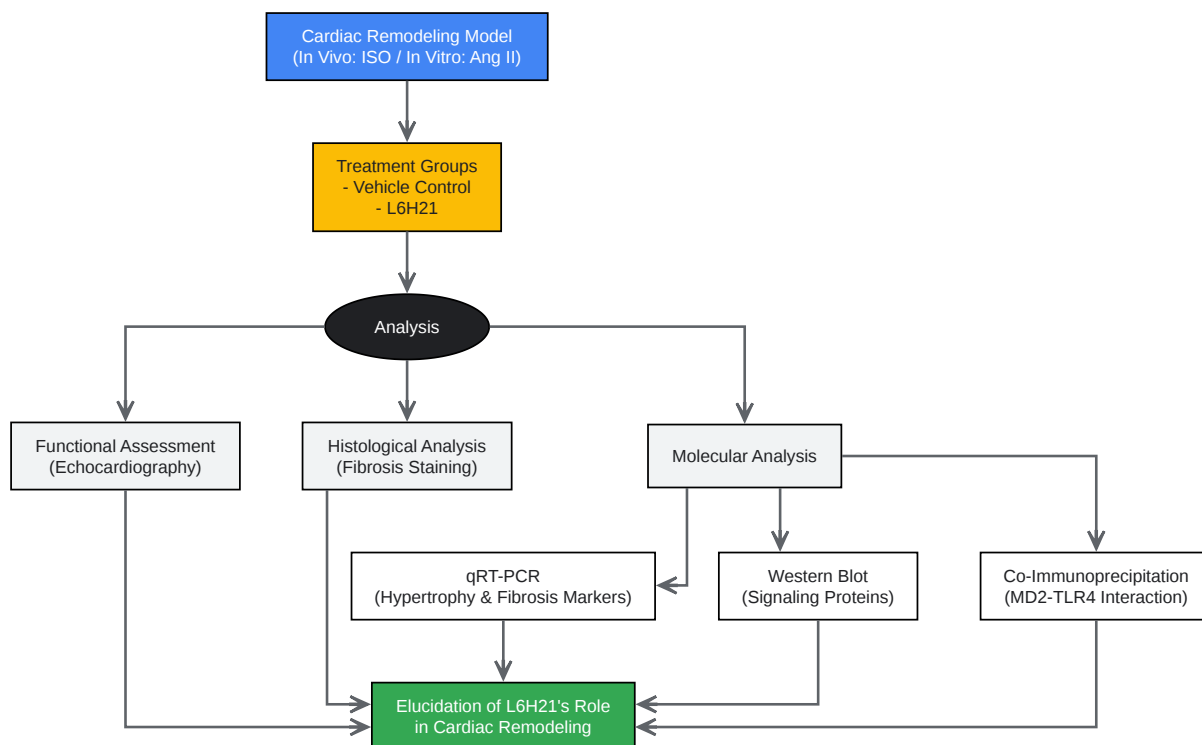 Cardiac Remodeling Model
(In Vivo: ISO / In Vitro: Ang II)
Treatment Groups
- Vehicle Control
- L6H21
Analysis
Functional Assessment
(Echocardiography)
Histological Analysis
(Fibrosis Staining)
Molecular Analysis
qRT-PCR
(Hypertrophy & Fibrosis Markers)
Western Blot
(Signaling Proteins)
Co-Immunoprecipitation
(MD2-TLR4 Interaction)
Elucidation of L6H21's Role
in Cardiac Remodeling